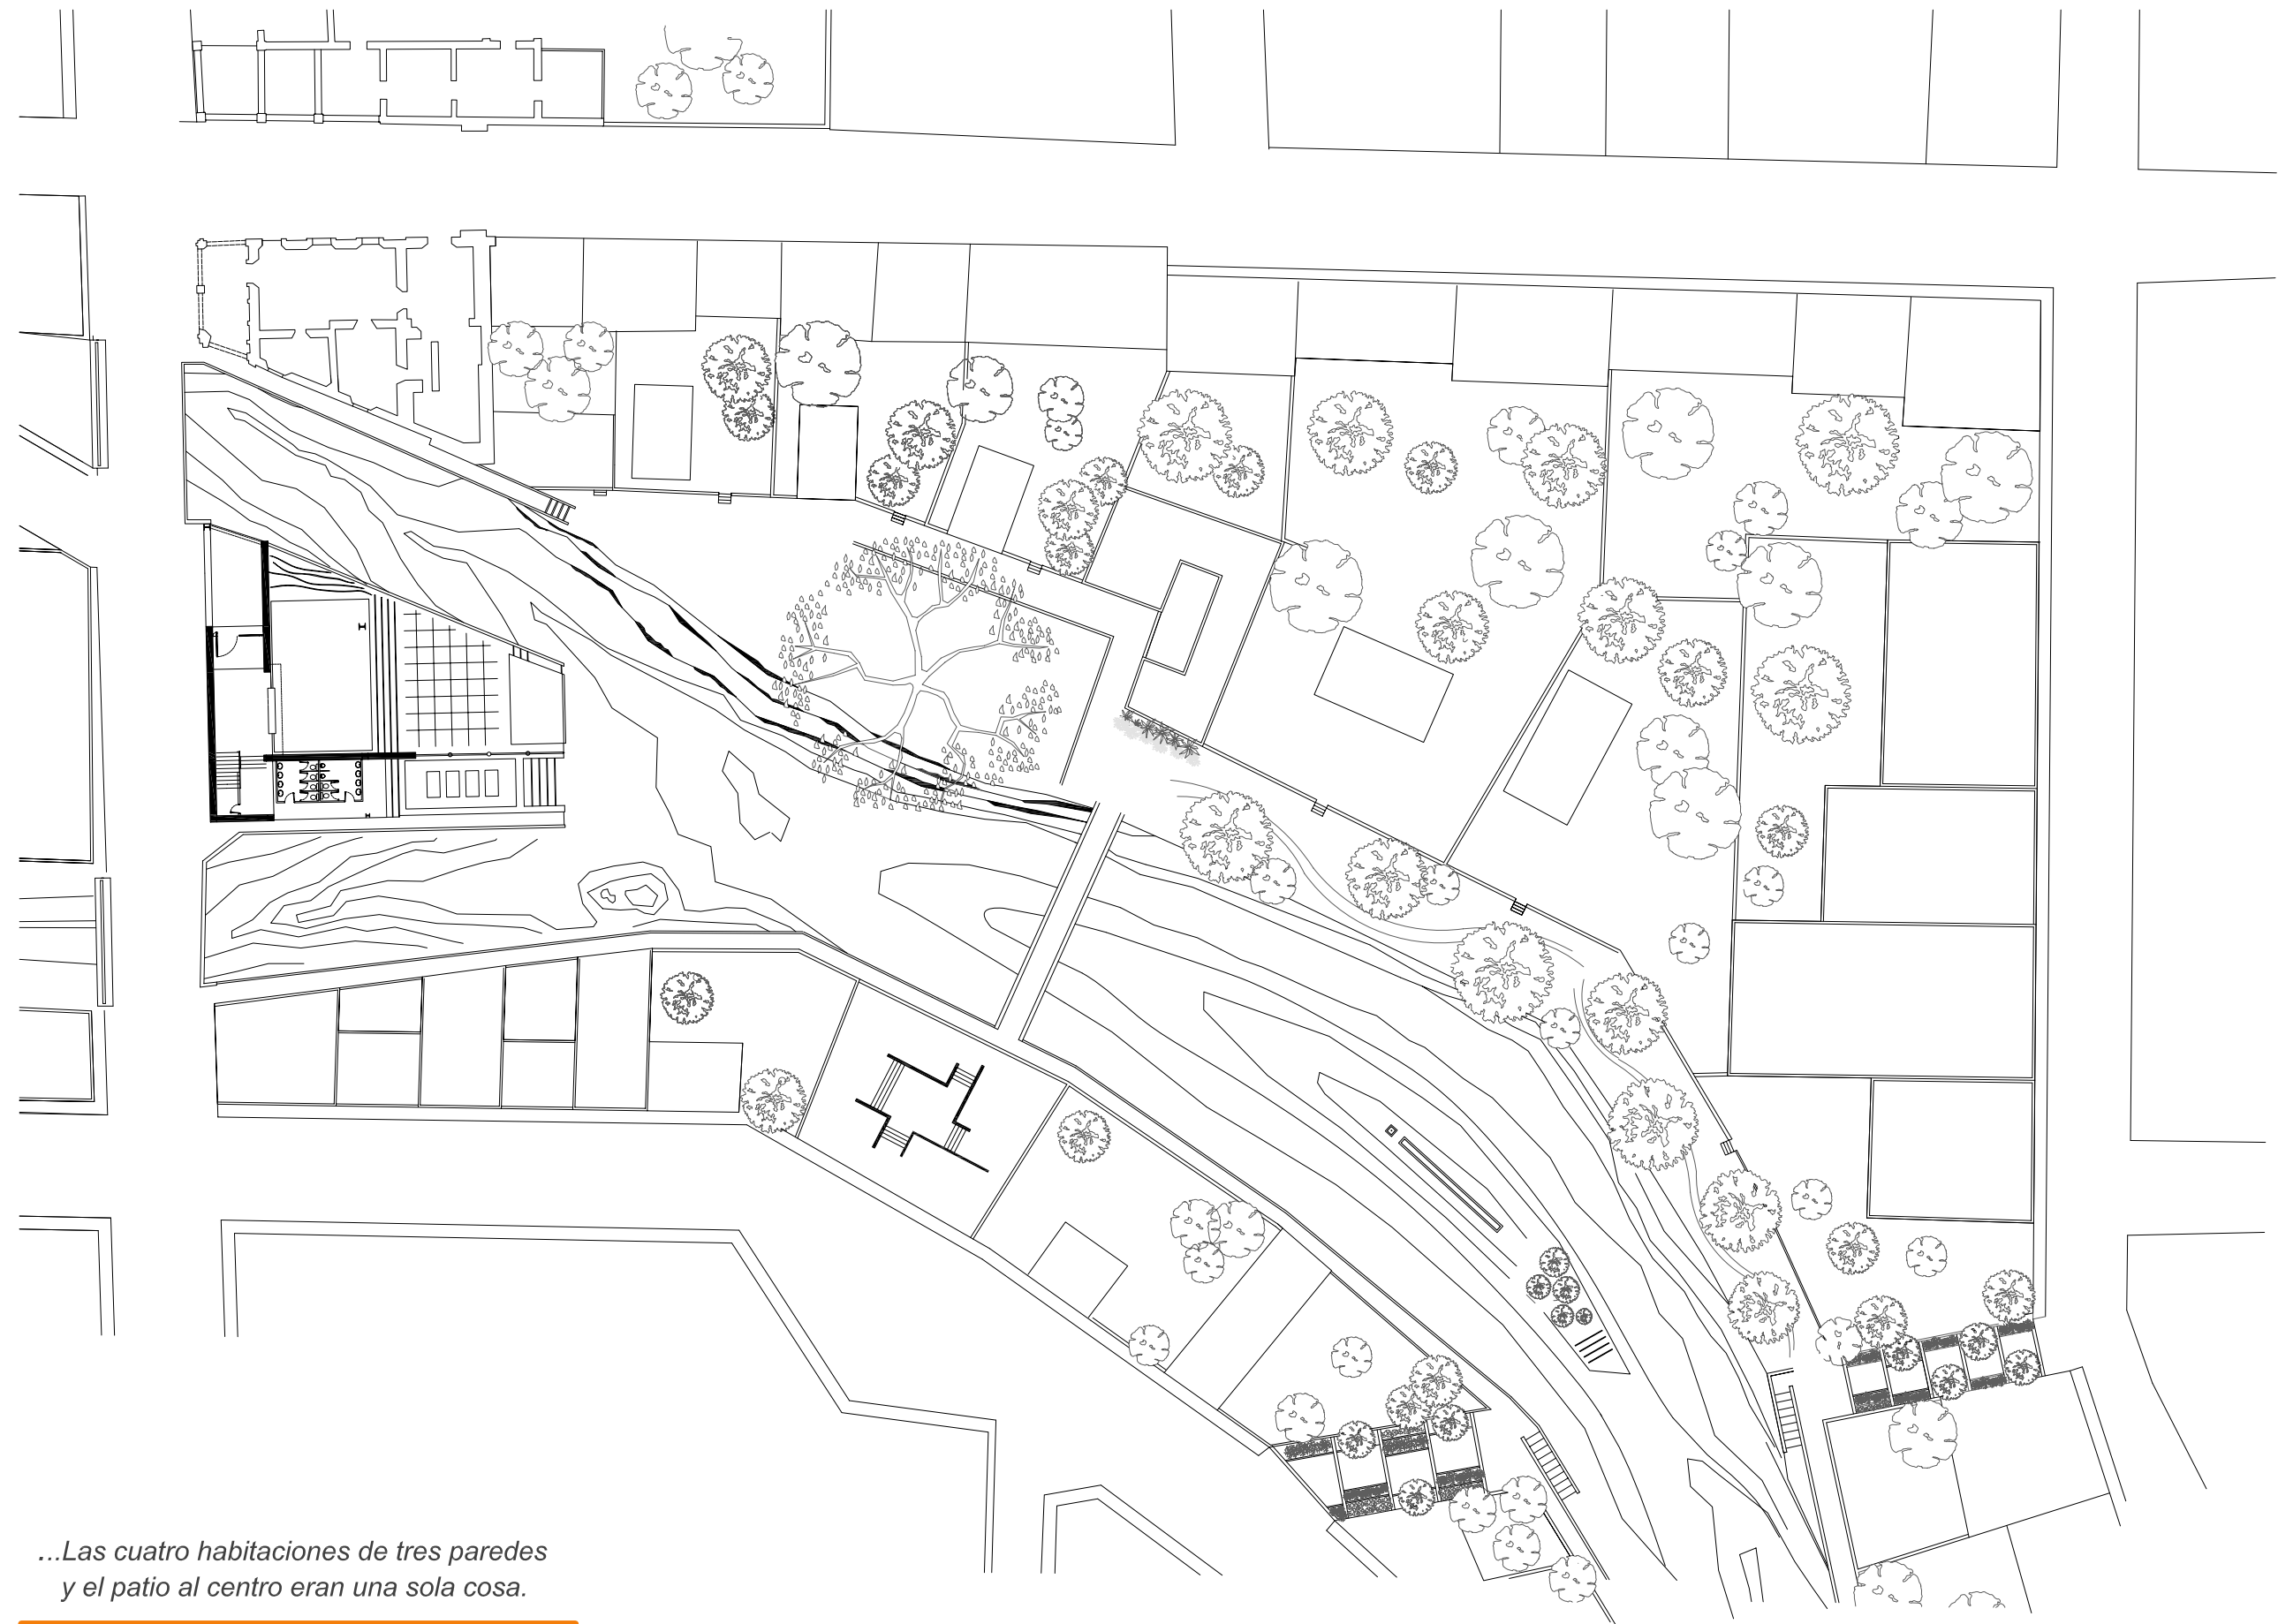 ...Las cuatro habitaciones de tres paredes
y el patio al centro eran una sola cosa.